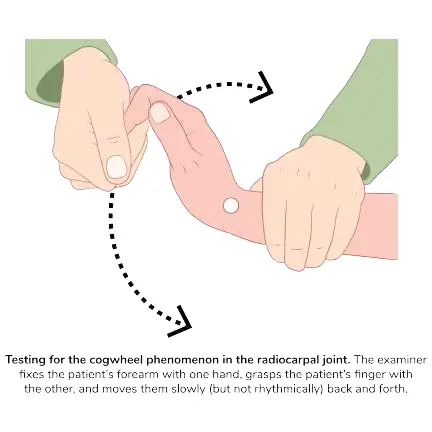 Testing for the cogwheel phenomenon in the radiocarpal joint. The examiner
fixes the patient's forearm with one hand, grasps the patient's finger with
the other, and moves them slowly (but not rhythmically) back and forth.